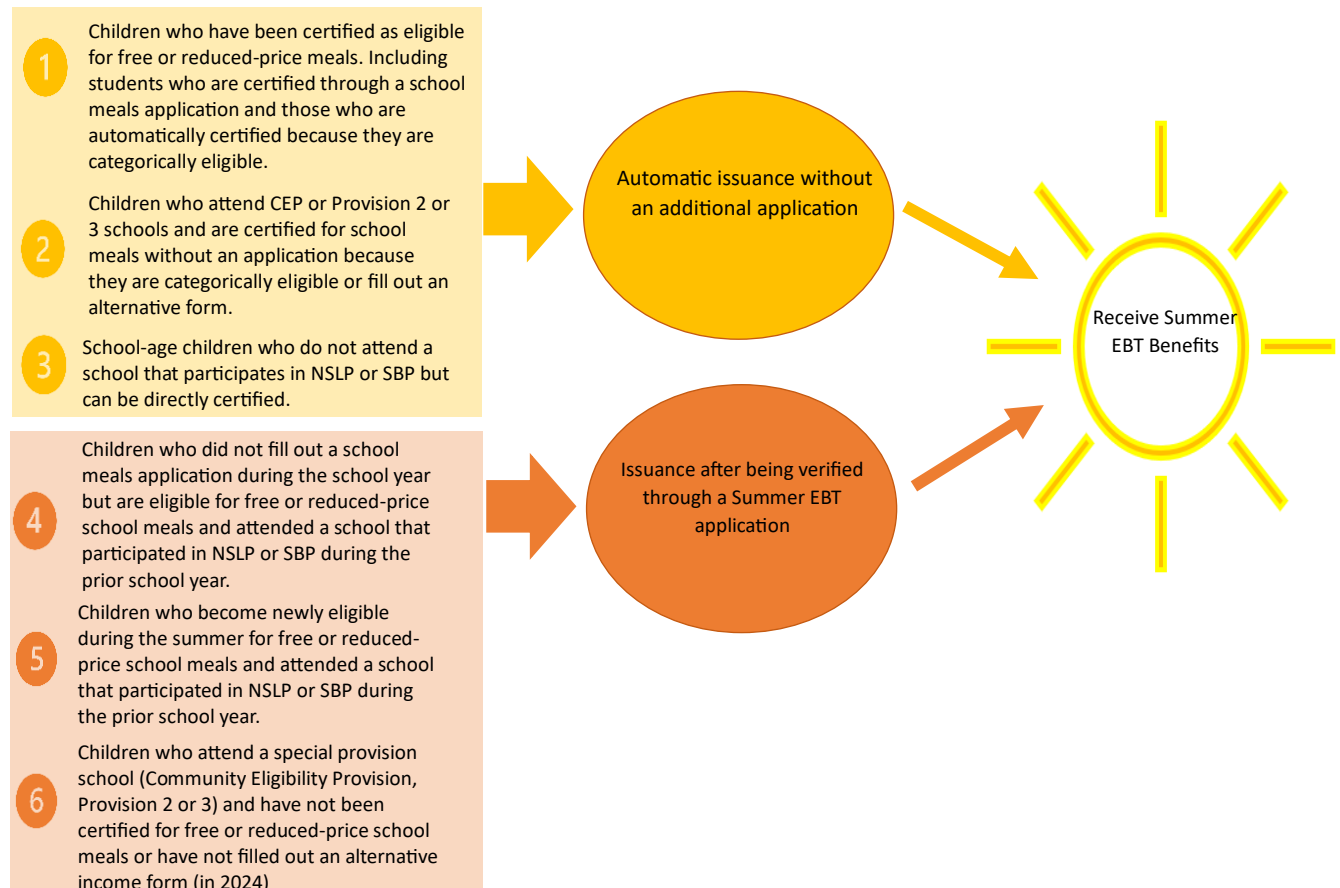 1
Children who have been certified as eligible
for free or reduced-price meals. Including
students who are certified through a school
meals application and those who are
automatically certified because they are
categorically eligible.
2
Children who attend CEP or Provision 2 or
3 schools and are certified for school
meals without an application because
they are categorically eligible or fill out an
alternative form.
3
School-age children who do not attend a
school that participates in NSLP or SBP but
can be directly certified.
Automatic issuance without
an additional application
4
Children who did not fill out a school
meals application during the school year
but are eligible for free or reduced-price
school meals and attended a school that
participated in NSLP or SBP during the
prior school year.
5
Children who become newly eligible
during the summer for free or reduced-
price school meals and attended a school
that participated in NSLP or SBP during
the prior school year.
6
Children who attend a special provision
school (Community Eligibility Provision,
Provision 2 or 3) and have not been
certified for free or reduced-price school
meals or have not filled out an alternative
income form (in 2024)
Issuance after being verified
through a Summer EBT
application
Receive Summer
EBT Benefits